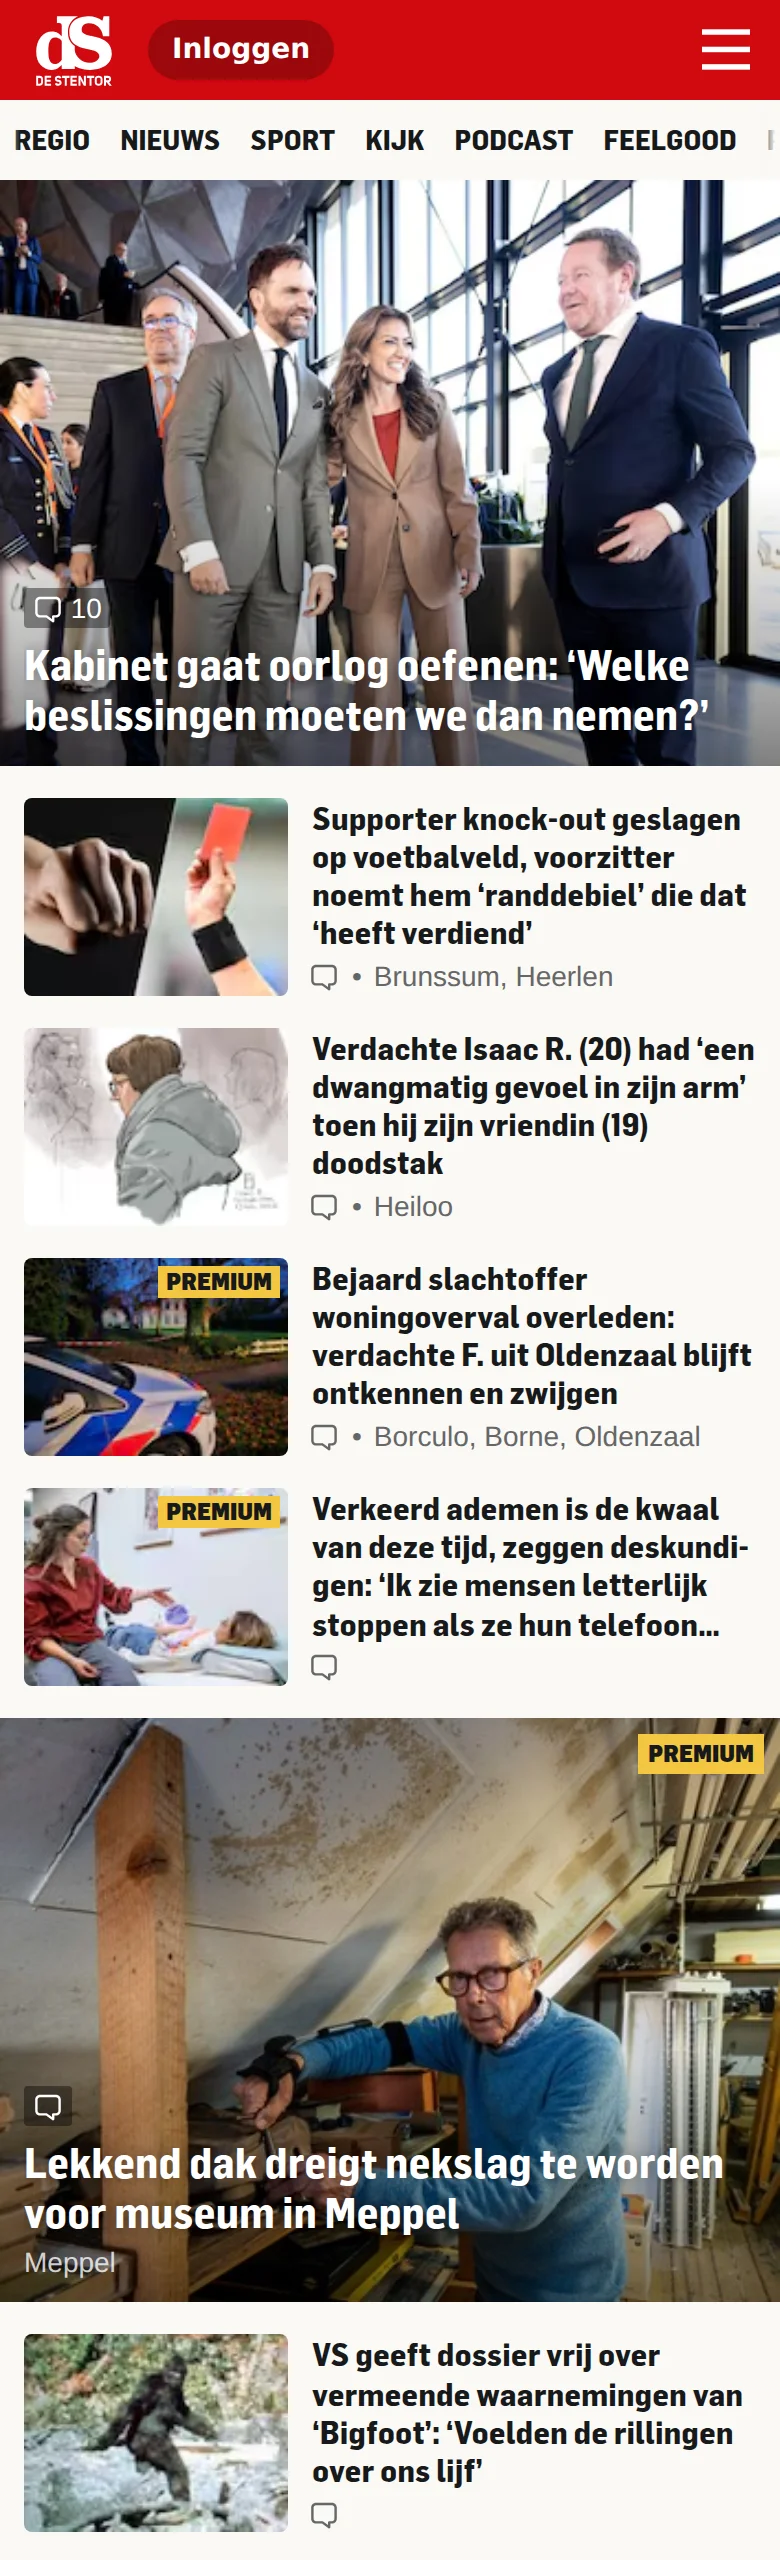 dS
DE STENTOR
Inloggen
REGIO NIEUWS SPORT KIJK PODCAST FEELGOOD
10
Kabinet gaat oorlog oefenen: ‘Welke
beslissingen moeten we dan nemen?’
Supporter knock-out geslagen
op voetbalveld, voorzitter
noemt hem ‘randdebiel’ die dat
‘heeft verdiend’
• Brunssum, Heerlen
Verdachte Isaac R. (20) had ‘een
dwangmatig gevoel in zijn arm’
toen hij zijn vriendin (19)
doodstak
• Heiloo
PREMIUM
Bejaard slachtoffer
woningoverval overleden:
verdachte F. uit Oldenzaal blijft
ontkennen en zwijgen
• Borculo, Borne, Oldenzaal
PREMIUM
Verkeerd ademen is de kwaal
van deze tijd, zeggen deskundi-
gen: ‘Ik zie mensen letterlijk
stoppen als ze hun telefoon...
PREMIUM
Lekkend dak dreigt nekslag te worden
voor museum in Meppel
Meppel
VS geeft dossier vrij over
vermeende waarnemingen van
‘Bigfoot’: ‘Voelden de rillingen
over ons lijf’